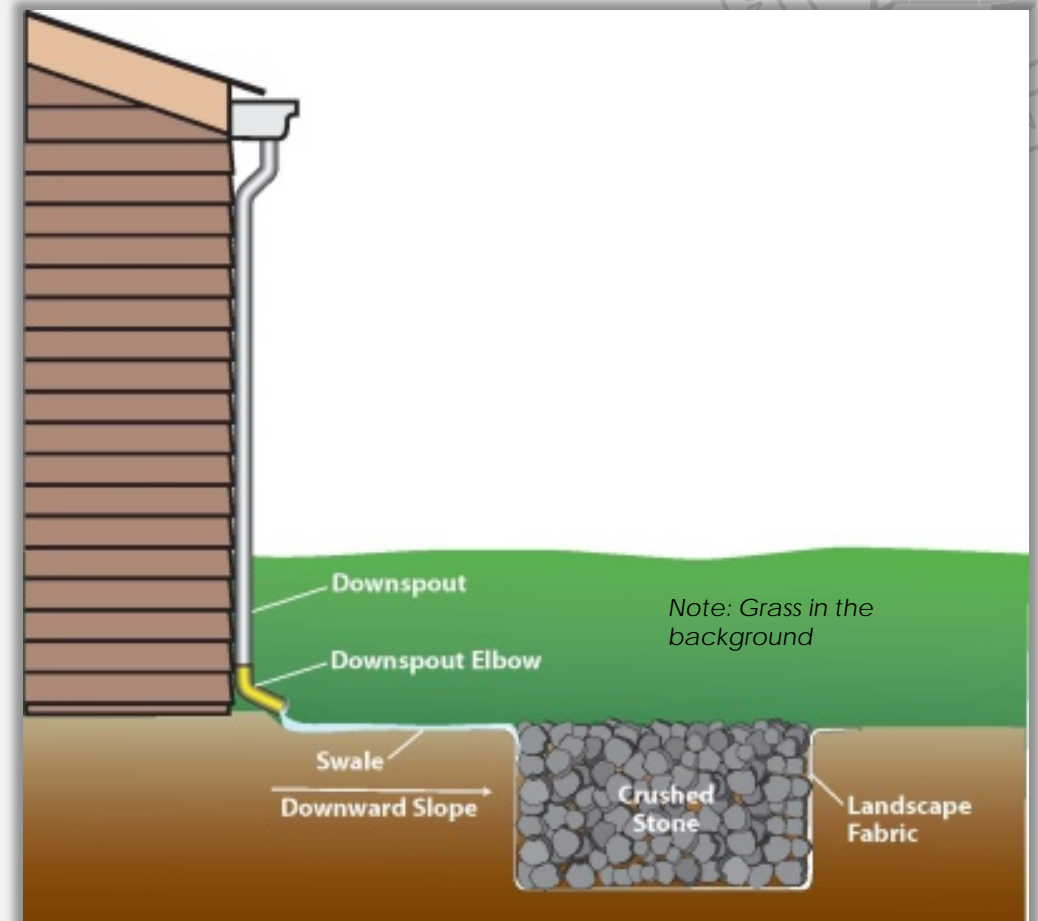 Downspout
Note: Grass in the
background
Downspout Elbow
Swale
Downward Slope
Crushed
Stone
Landscape
Fabric